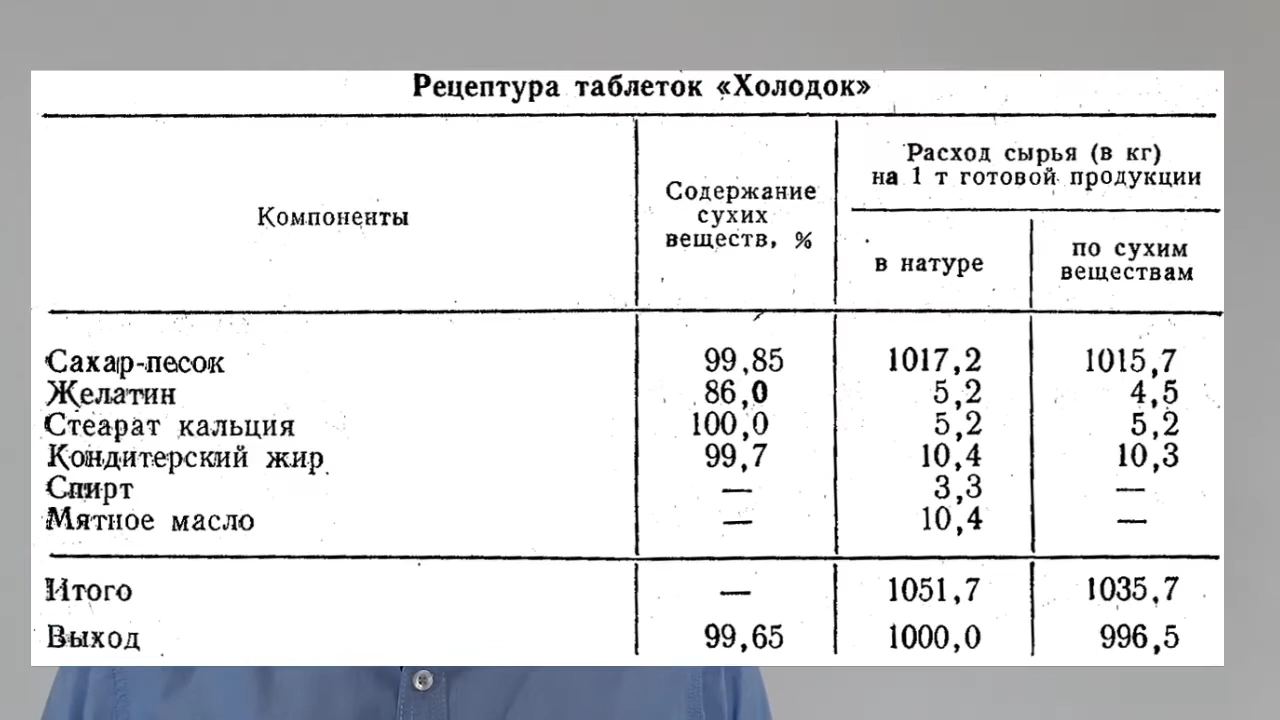 Рецептура таблеток «Холодок»
Компоненты
Содержание
сухих
веществ, %
Расход сырья (в кг)
на 1 т готовой продукции
в натуре
по сухим
веществам
Сахар-песок 99,85 1017,2 1015,7
Желатин 86,0 5,2 4,5
Стеарат кальция 100,0 5,2 5,2
Кондитерский жир 99,7 10,4 10,3
Спирт — 3,3 —
Мятное масло — 10,4 —
Итого — 1051,7 1035,7
Выход 99,65 1000,0 996,5